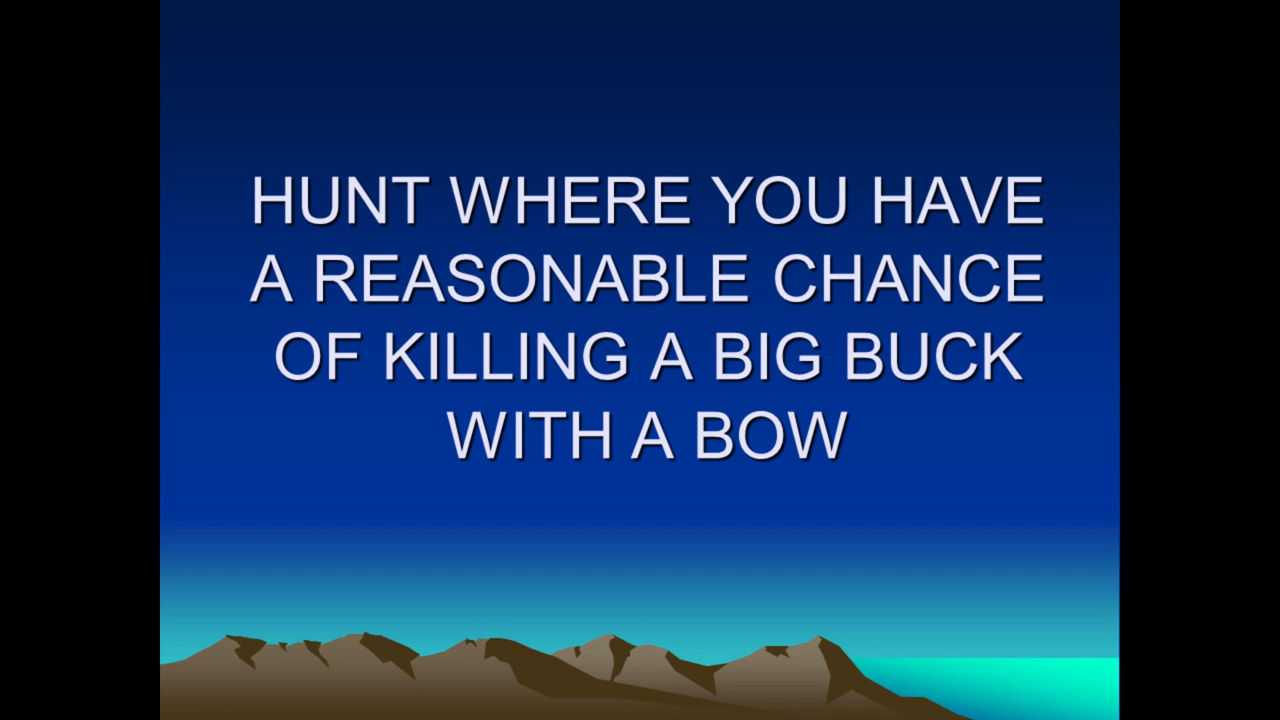 HUNT WHERE YOU HAVE
A REASONABLE CHANCE
OF KILLING A BIG BUCK
WITH A BOW